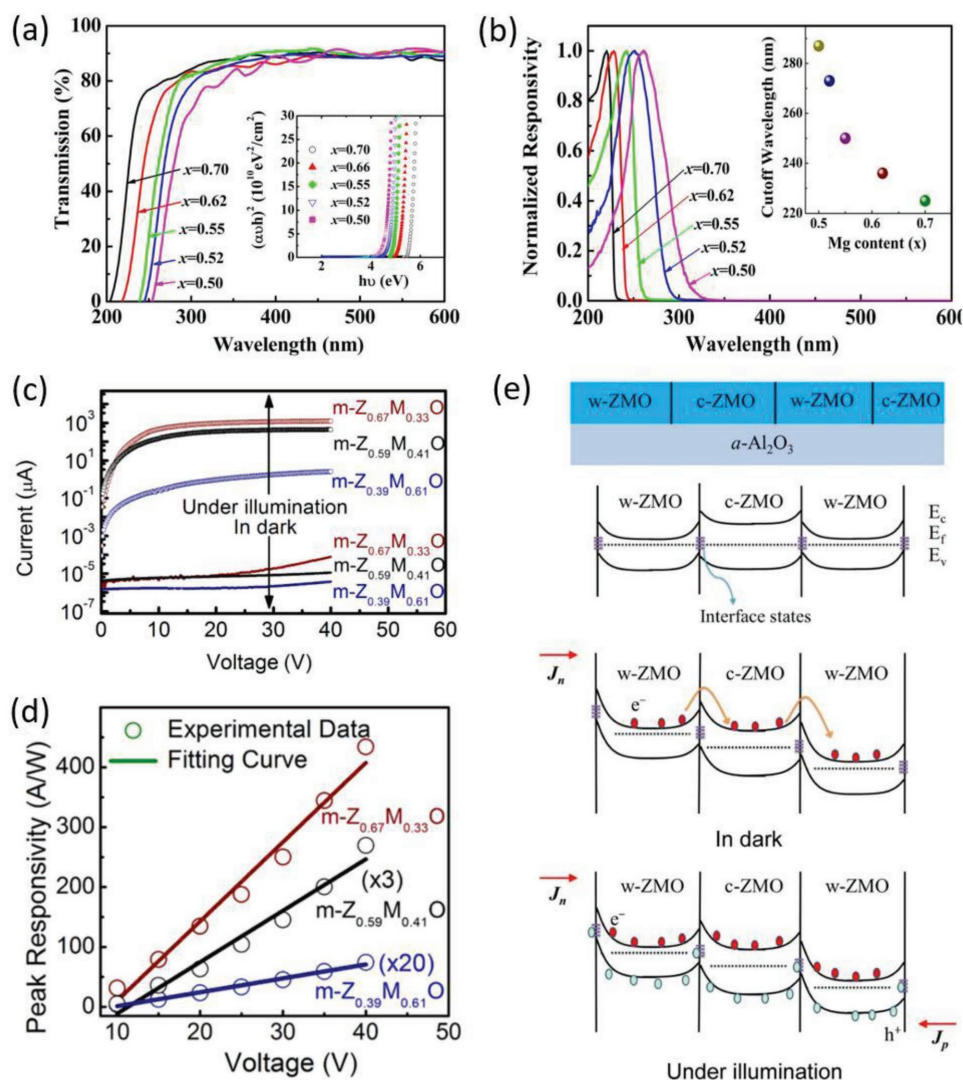 (a)
Transmission (%)
100
80
60
40
20
0
200 300 400 500 600
Wavelength (nm)
x=0.70
x=0.62
x=0.55
x=0.52
x=0.50
(αυh)² (10¹⁰eV²/cm²)
30
25
20
15
10
5
0
2 4 6
hυ (eV)
x=0.70
x=0.66
x=0.55
x=0.52
x=0.50
(b)
Normalized Responsivity
1.0
0.8
0.6
0.4
0.2
0.0
200 300 400 500 600
Wavelength (nm)
x=0.70
x=0.62
x=0.55
x=0.52
x=0.50
Cutoff Wavelength (nm)
280
260
240
220
0.5 0.6 0.7
Mg content (x)
(c)
Current (μA)
10³
10¹
10⁻¹
10⁻³
10⁻⁵
10⁻⁷
0 10 20 30 40 50 60
Voltage (V)
m-Z₀.₆₇M₀.₃₃O
m-Z₀.₅₉M₀.₄₁O
m-Z₀.₃₉M₀.₆₁O
Under illumination
In dark
m-Z₀.₆₇M₀.₃₃O
m-Z₀.₅₉M₀.₄₁O
m-Z₀.₃₉M₀.₆₁O
(d)
Peak Responsivity (A/W)
400
300
200
100
0
10 20 30 40 50
Voltage (V)
Experimental Data
Fitting Curve
m-Z₀.₆₇M₀.₃₃O
(x3)
m-Z₀.₅₉M₀.₄₁O
(x20)
m-Z₀.₃₉M₀.₆₁O
(e)
w-ZMO c-ZMO w-ZMO c-ZMO
a-Al₂O₃
w-ZMO c-ZMO w-ZMO
E_c
E_f
E_v
Interface states
J_n
w-ZMO c-ZMO w-ZMO
e⁻
In dark
J_n
w-ZMO c-ZMO w-ZMO
e⁻
h⁺
J_p
Under illumination